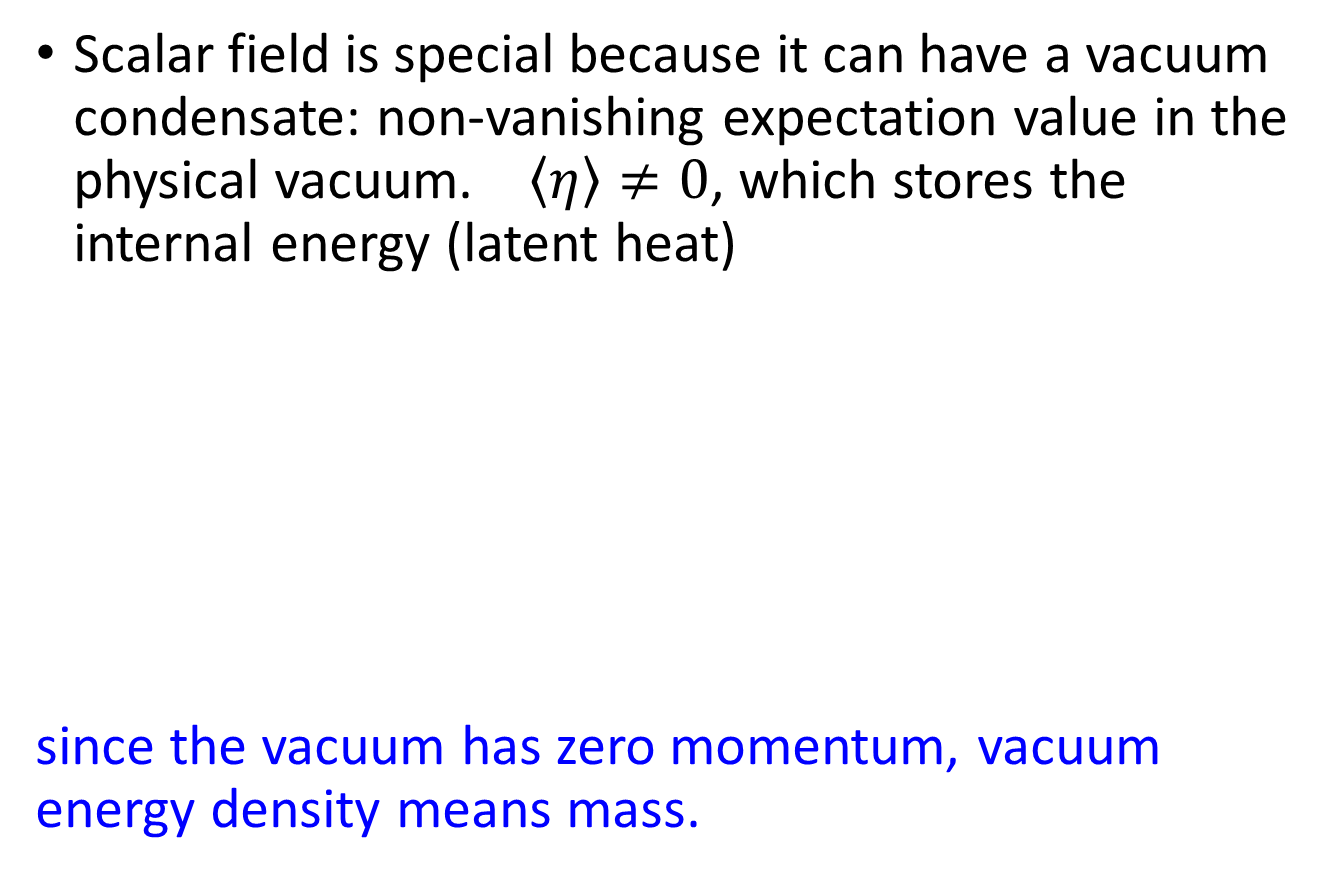 • Scalar field is special because it can have a vacuum
condensate: non-vanishing expectation value in the
physical vacuum. ⟨η⟩ ≠ 0, which stores the
internal energy (latent heat)
since the vacuum has zero momentum, vacuum
energy density means mass.